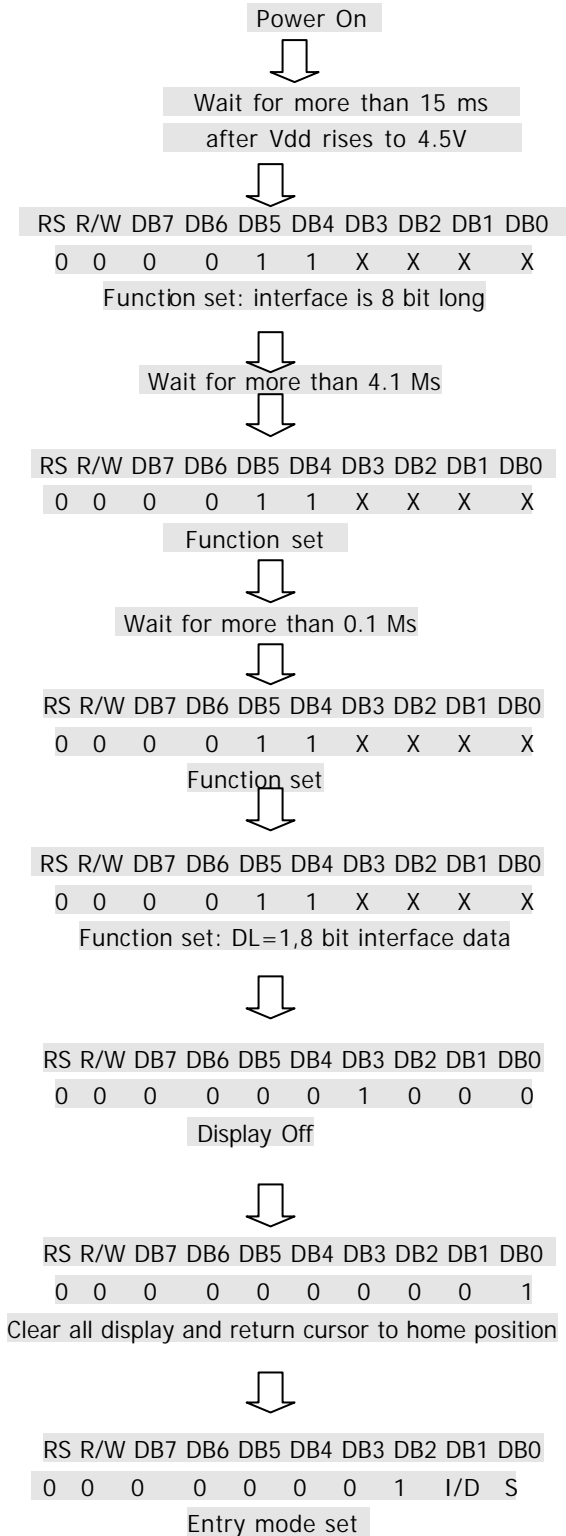 Power On
Wait for more than 15 ms
after Vdd rises to 4.5V
RS R/W DB7 DB6 DB5 DB4 DB3 DB2 DB1 DB0
0 0 0 0 1 1 X X X X
Function set: interface is 8 bit long
Wait for more than 4.1 Ms
RS R/W DB7 DB6 DB5 DB4 DB3 DB2 DB1 DB0
0 0 0 0 1 1 X X X X
Function set
Wait for more than 0.1 Ms
RS R/W DB7 DB6 DB5 DB4 DB3 DB2 DB1 DB0
0 0 0 0 1 1 X X X X
Function set
RS R/W DB7 DB6 DB5 DB4 DB3 DB2 DB1 DB0
0 0 0 0 1 1 X X X X
Function set: DL=1,8 bit interface data
RS R/W DB7 DB6 DB5 DB4 DB3 DB2 DB1 DB0
0 0 0 0 0 0 1 0 0 0
Display Off
RS R/W DB7 DB6 DB5 DB4 DB3 DB2 DB1 DB0
0 0 0 0 0 0 0 0 0 1
Clear all display and return cursor to home position
RS R/W DB7 DB6 DB5 DB4 DB3 DB2 DB1 DB0
0 0 0 0 0 0 0 1 I/D S
Entry mode set